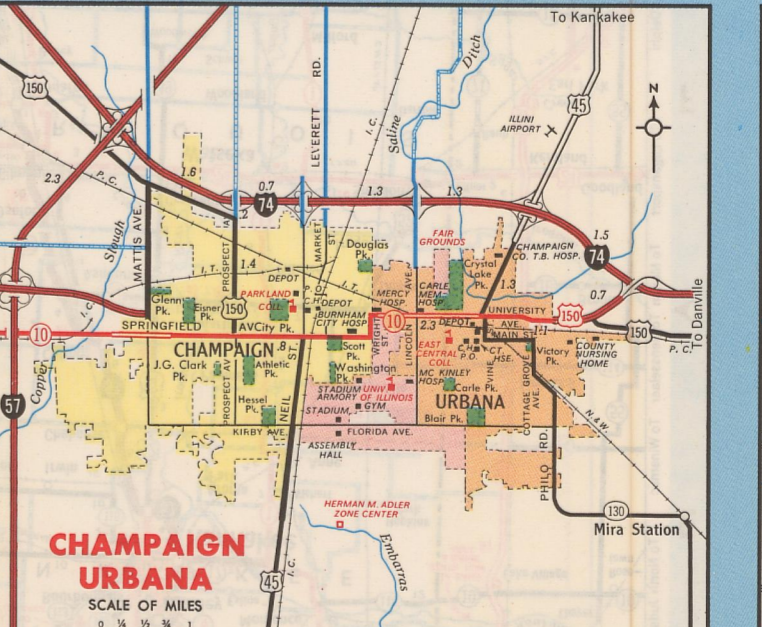 To Kankakee
Ditch
150
RD.
N
45
ILLINI
AIRPORT
I.C.
Saline
LEVERETT
2.3
P.C.
1.6
0.7
74
1.3
1.3
.2
1.5
Slough
MATTIS AVE.
PROSPECT
MARKET
ST.
FAIR
GROUNDS
CHAMPAIGN
CO. T.B. HOSP.
74
Douglas
Pk.
Crystal
Lake
Pk.
I.T.
1.4
DEPOT
I.T.
AVE.
CARLE
MEM.
HOSP.
1.3
0.7
I.C.
Glenn
Pk.
Eisner
Pk.
150
PARKLAND
COLL.
DEPOT
MERCY
HOSP.
C.H.
BURNHAM
CITY HOSP.
UNIVERSITY
AVE.
150
To Danville
10
SPRINGFIELD
AV.
City Pk.
10
2.3
DEPOT
MAIN ST.
1.1
150
P.C.
CHAMPAIGN
.8
ST.
Scott
Pk.
WRIGHT
ST.
LINCOLN
EAST
CENTRAL
COLL.
C.H.
P.O.
CT.
HSE.
Victory
Pk.
COUNTY
NURSING
HOME
J.G. Clark
Pk.
Athletic
Pk.
Washington
Pk.
MC KINLEY
HOSP.
Carle Pk.
VINE
Copper
57
PROSPECT AV.
Hessel
Pk.
NEIL
STADIUM
ARMORY
UNIV.
OF ILLINOIS
GYM
STADIUM
URBANA
Blair Pk.
COTTAGE GROVE
AVE.
N.&W.
KIRBY AVE.
FLORIDA AVE.
ASSEMBLY
HALL
PHILO RD.
HERMAN M. ADLER
ZONE CENTER
130
Mira Station
CHAMPAIGN
URBANA
Embarras
SCALE OF MILES
0 ¼ ½ ¾ 1
45
I.C.